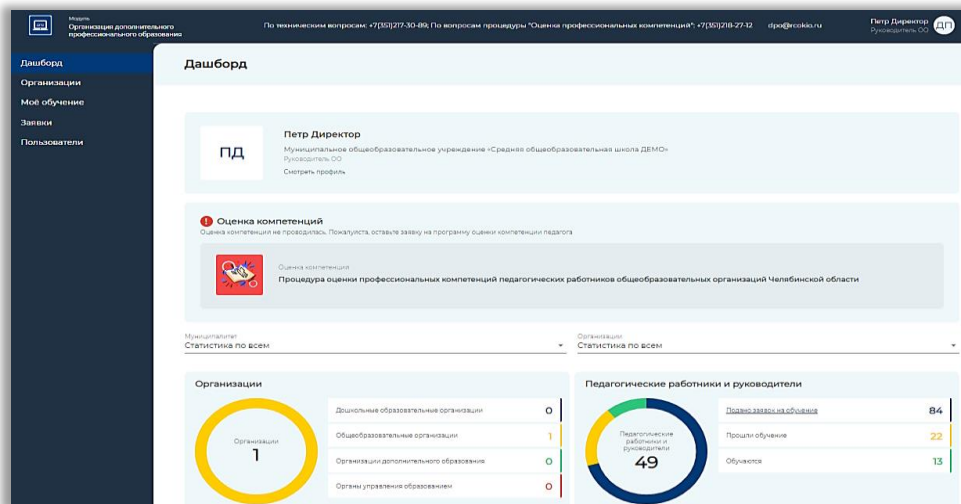 Модуль
Организация дополнительного
профессионального образования
По техническим вопросам: +7(351)217-30-89; По вопросам процедуры "Оценка профессиональных компетенций": +7(351)218-27-12 dpo@rcokio.ru
Петр Директор
Руководитель ОО
ДП
Дашборд
Организации
Моё обучение
Заявки
Пользователи
Дашборд
ПД
Петр Директор
Муниципальное общеобразовательное учреждение «Средняя общеобразовательная школа ДЕМО»
Руководитель ОО
Смотреть профиль
Оценка компетенций
Оценка компетенции не проводилась. Пожалуйста, оставьте заявку на программу оценки компетенции педагога
Оценка компетенций
Процедура оценки профессиональных компетенций педагогических работников общеобразовательных организаций Челябинской области
Муниципалитет
Статистика по всем
Организации
Статистика по всем
Организации
Организации
1
Дошкольные образовательные организации 0
Общеобразовательные организации 1
Организации дополнительного образования 0
Органы управления образованием 0
Педагогические работники и руководители
Педагогические
работники и
руководители
49
Подано заявок на обучение 84
Прошли обучение 22
Обучаются 13